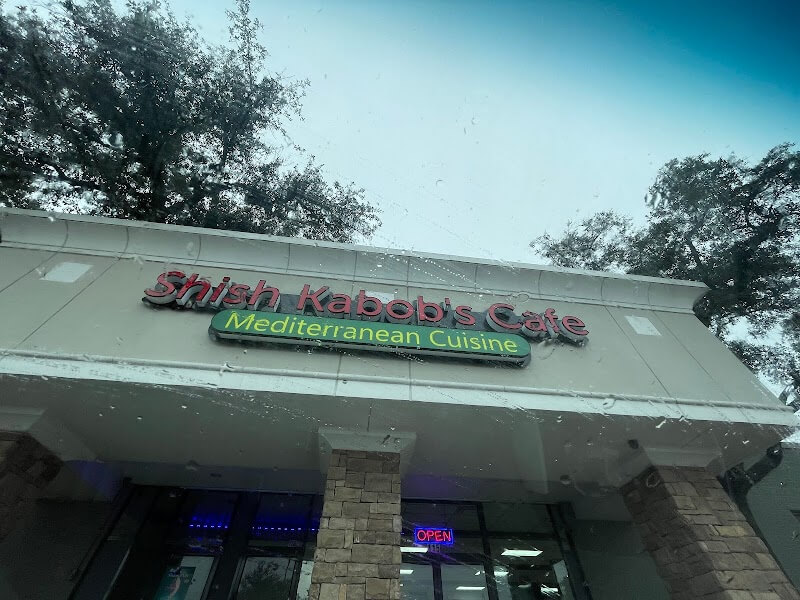 Shish Kabob's Cafe
Mediterranean Cuisine
OPEN